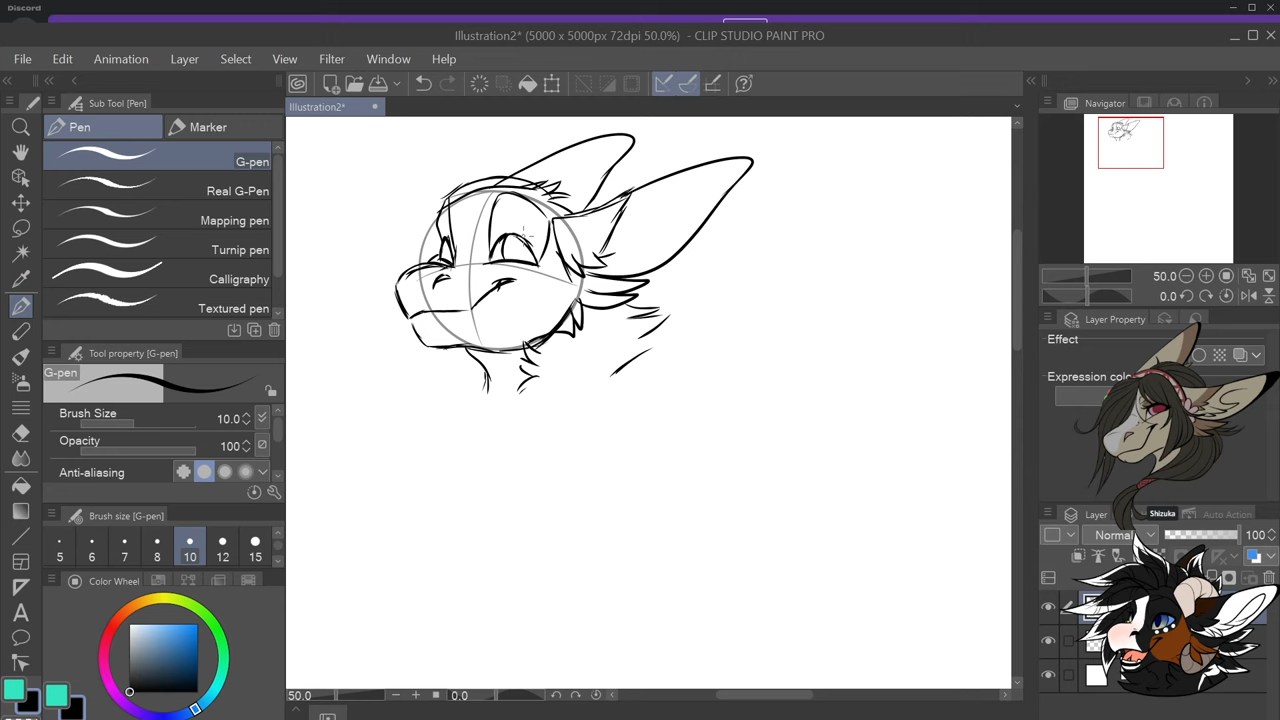 Discord
Illustration2* (5000 x 5000px 72dpi 50.0%) - CLIP STUDIO PAINT PRO
File Edit Animation Layer Select View Filter Window Help
Sub Tool [Pen]
Illustration2*
Navigator
Pen Marker
G-pen
Real G-Pen
Mapping pen
Turnip pen
Calligraphy
Textured pen
50.0
0.0
Layer Property
Effect
Expression colo
Tool property [G-pen]
G-pen
Brush Size 10.0
Opacity 100
Anti-aliasing
Brush size [G-pen]
5 6 7 8 10 12 15
Layer Shizuka Auto Action
Normal 100
Color Wheel
50.0 0.0